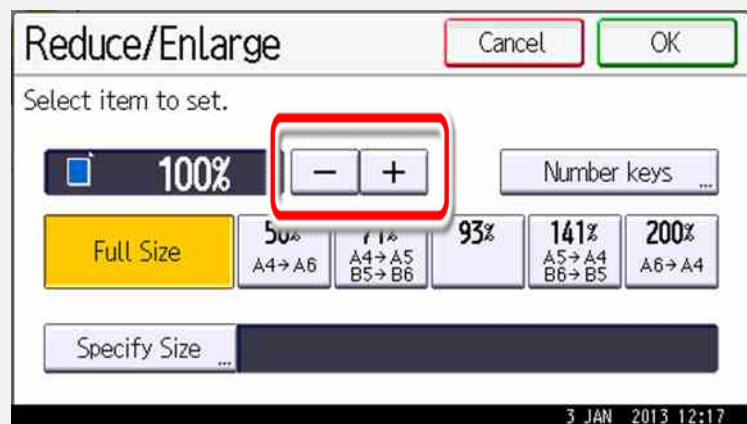 Reduce/Enlarge
Cancel
OK
Select item to set.
100%
− +
Number keys ...
Full Size
50%
A4→A6
71%
A4→A5
B5→B6
93%
141%
A5→A4
B6→B5
200%
A6→A4
Specify Size ...
3 JAN 2013 12:17